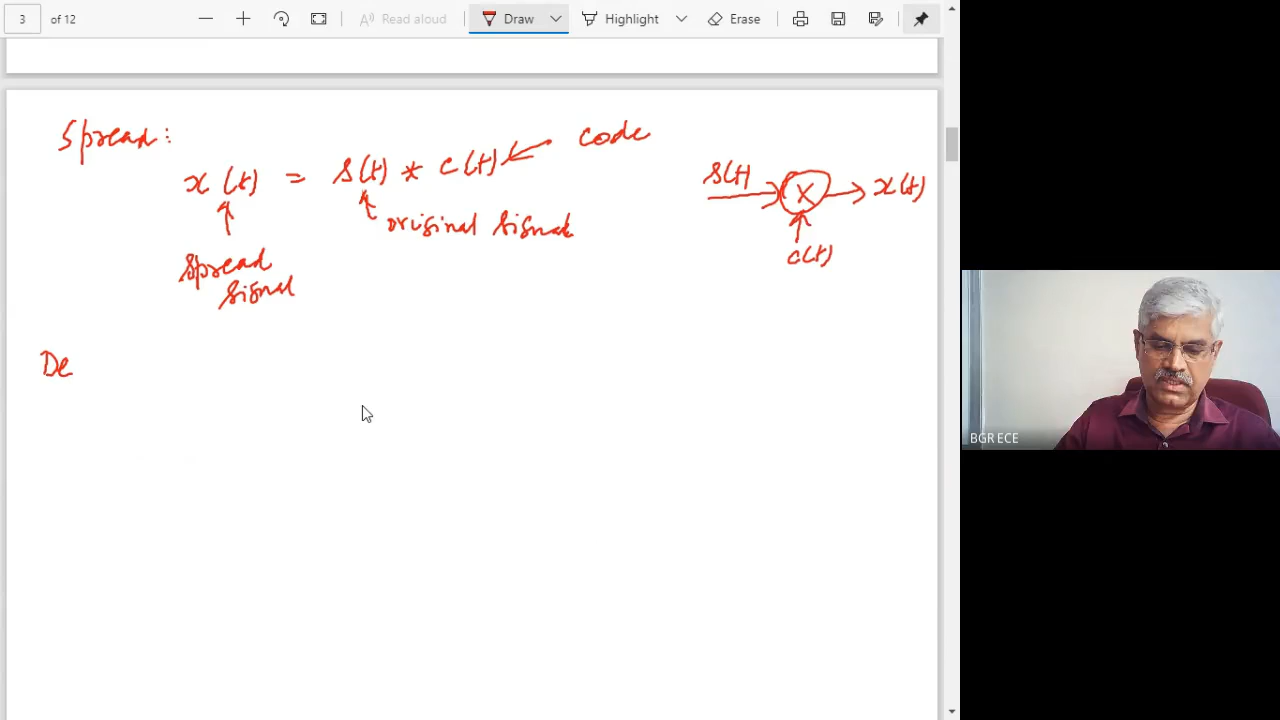 3 of 12 Read aloud Draw Highlight Erase
Spread:
x(t) = s(t) * c(t) code
original signal
spread
signal
s(t) X x(t)
c(t)
De
BGR ECE